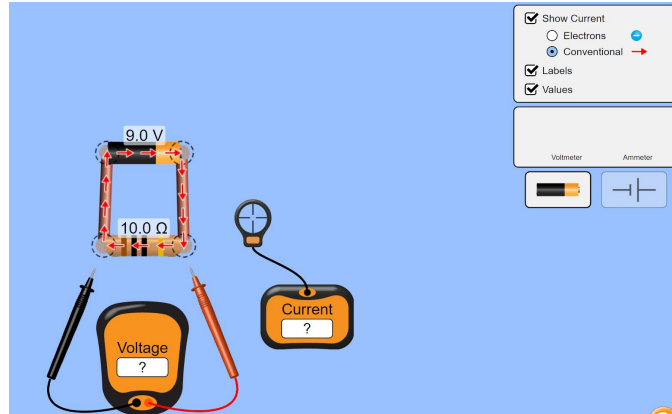 Show Current
Electrons
Conventional
Labels
Values
Voltmeter
Ammeter
9.0 V
10.0 Ω
Current
?
Voltage
?